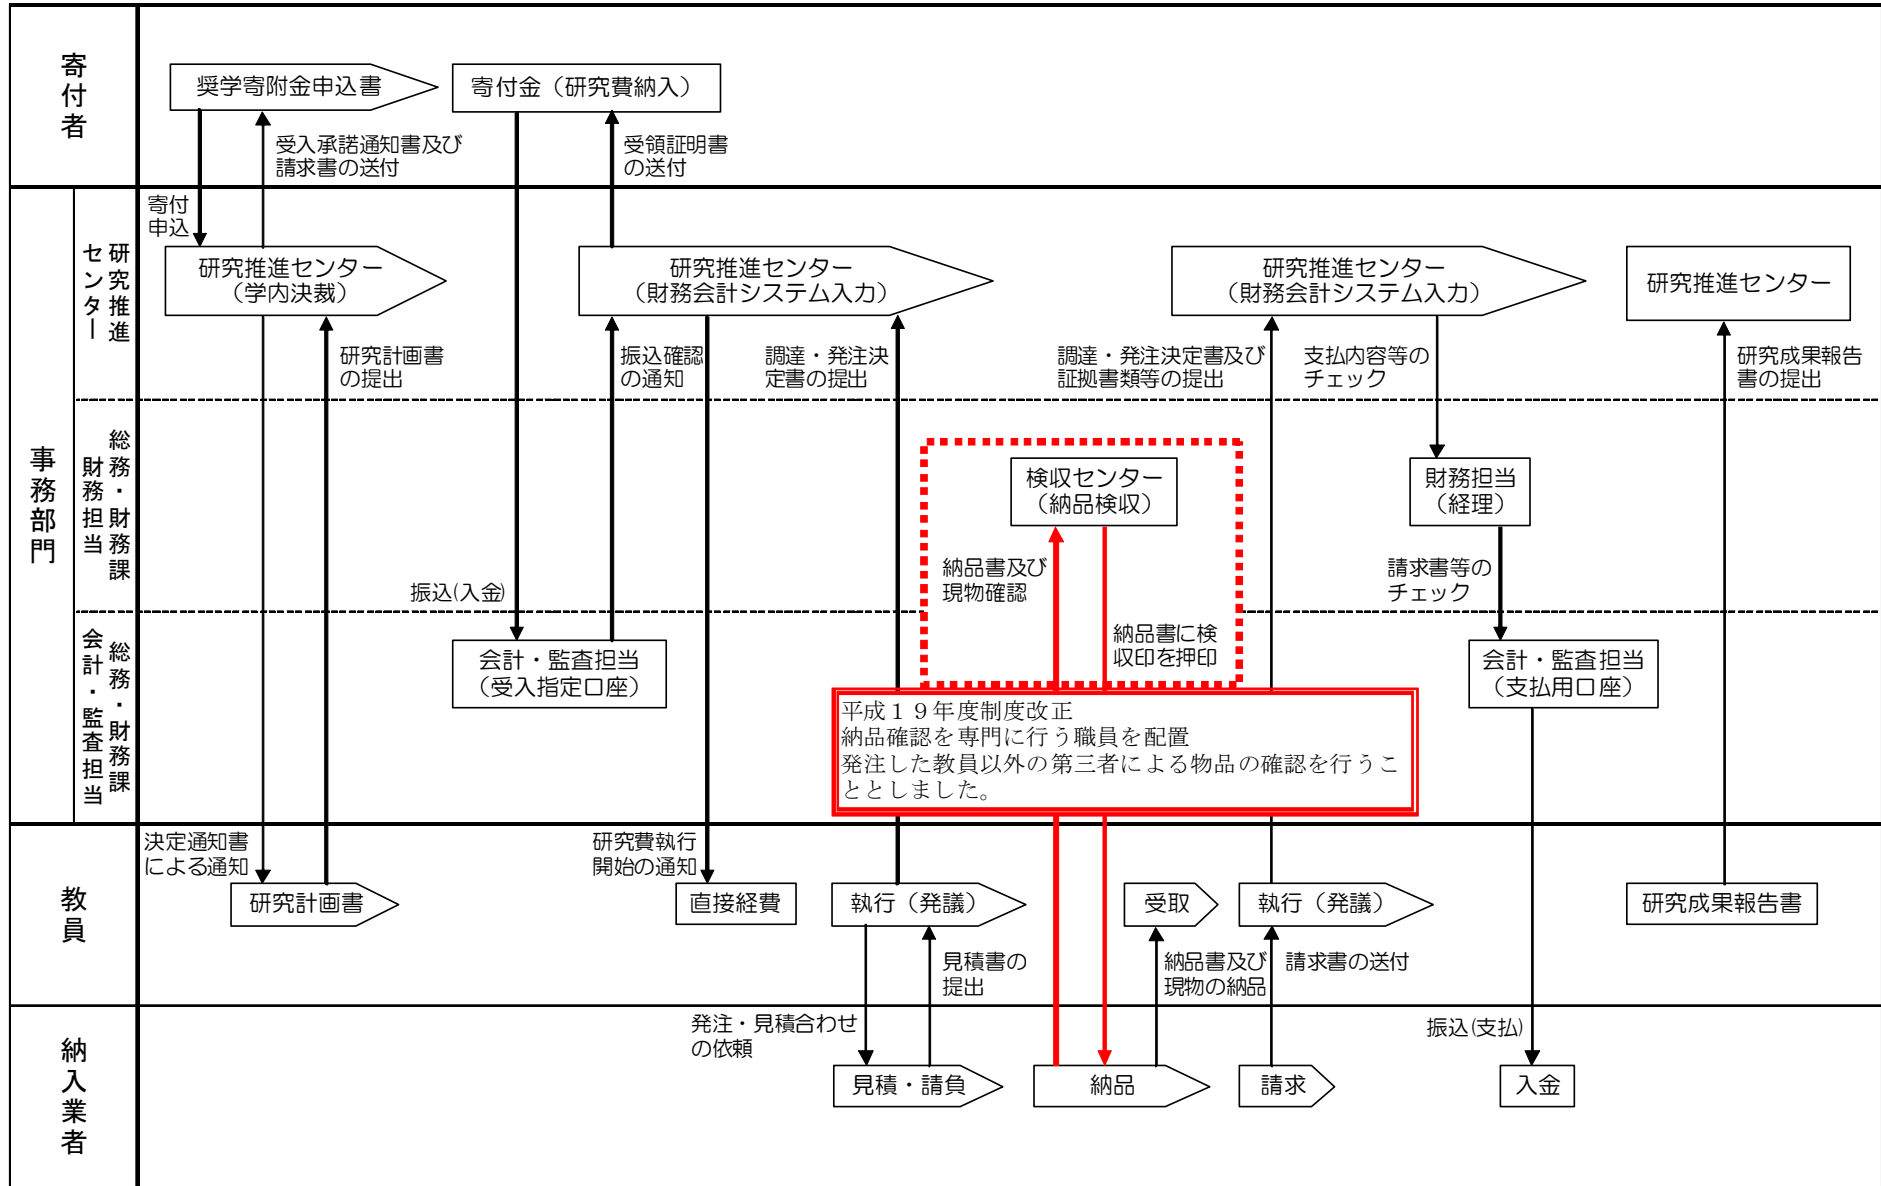 寄付者
奨学寄附金申込書
寄付金（研究費納入）
受入承諾通知書及び
請求書の送付
受領証明書
の送付
事務部門
研究推進
センター
寄付
申込
研究推進センター
（学内決裁）
研究推進センター
（財務会計システム入力）
研究推進センター
（財務会計システム入力）
研究推進センター
研究計画書
の提出
振込確認
の通知
調達・発注決
定書の提出
調達・発注決定書及び
証拠書類等の提出
支払内容等の
チェック
研究成果報告
書の提出
総務・財務課
財務担当
検収センター
（納品検収）
財務担当
（経理）
納品書及び
現物確認
請求書等の
チェック
振込(入金)
総務・財務課
会計・監査担当
会計・監査担当
（受入指定口座）
納品書に検
収印を押印
会計・監査担当
（支払用口座）
平成１９年度制度改正
納品確認を専門に行う職員を配置
発注した教員以外の第三者による物品の確認を行うこ
ととしました。
教員
決定通知書
による通知
研究費執行
開始の通知
研究計画書
直接経費
執行（発議）
受取
執行（発議）
研究成果報告書
見積書の
提出
納品書及び
現物の納品
請求書の送付
納入業者
発注・見積合わせ
の依頼
振込(支払)
見積・請負
納品
請求
入金